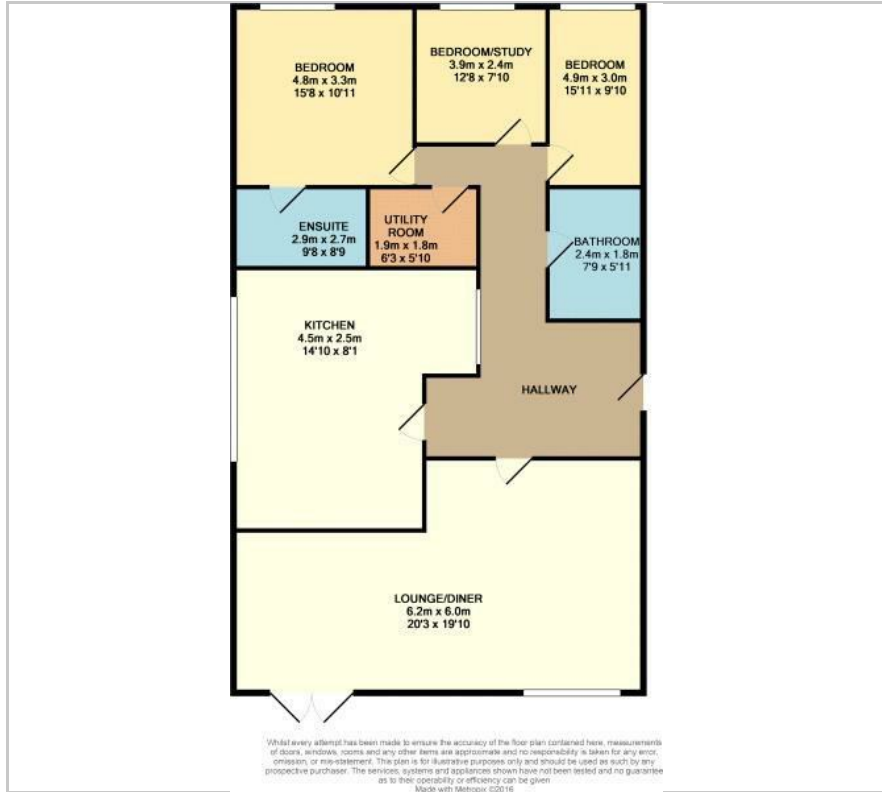 BEDROOM
4.8m x 3.3m
15'8 x 10'11
BEDROOM/STUDY
3.9m x 2.4m
12'8 x 7'10
BEDROOM
4.9m x 3.0m
15'11 x 9'10
ENSUITE
2.9m x 2.7m
9'8 x 8'9
UTILITY
ROOM
1.9m x 1.8m
6'3 x 5'10
BATHROOM
2.4m x 1.8m
7'9 x 5'11
KITCHEN
4.5m x 2.5m
14'10 x 8'1
HALLWAY
LOUNGE/DINER
6.2m x 6.0m
20'3 x 19'10
Whilst every attempt has been made to ensure the accuracy of the floor plan contained here, measurements
of doors, windows, rooms and any other items are approximate and no responsibility is taken for any error,
omission, or mis-statement. This plan is for illustrative purposes only and should be used as such by any
prospective purchaser. The services, systems and appliances shown have not been tested and no guarantee
as to their operability or efficiency can be given
Made with Metropix ©2016